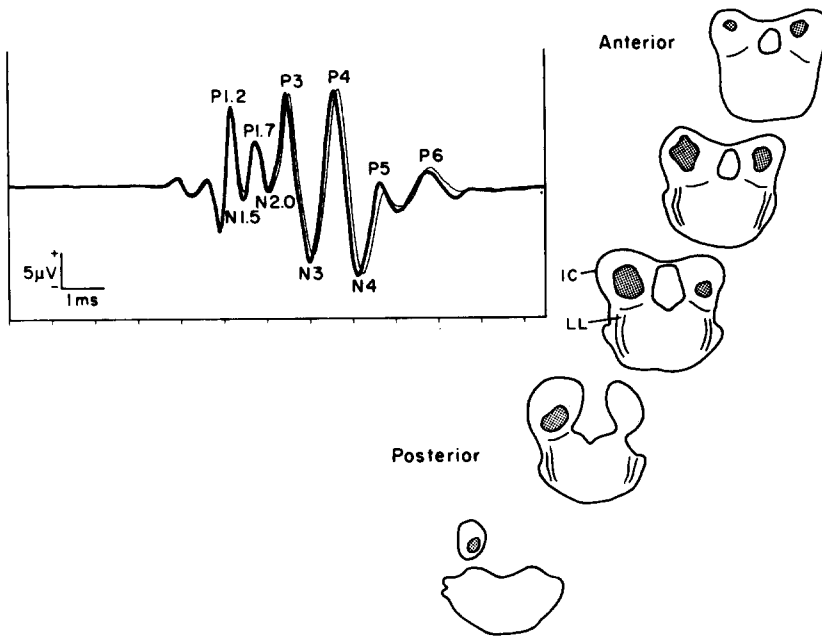 Anterior
P1.2
P1.7
P3
P4
P5
P6
N1.5
N2.0
N3
N4
+
5μV
−
1ms
IC
LL
Posterior